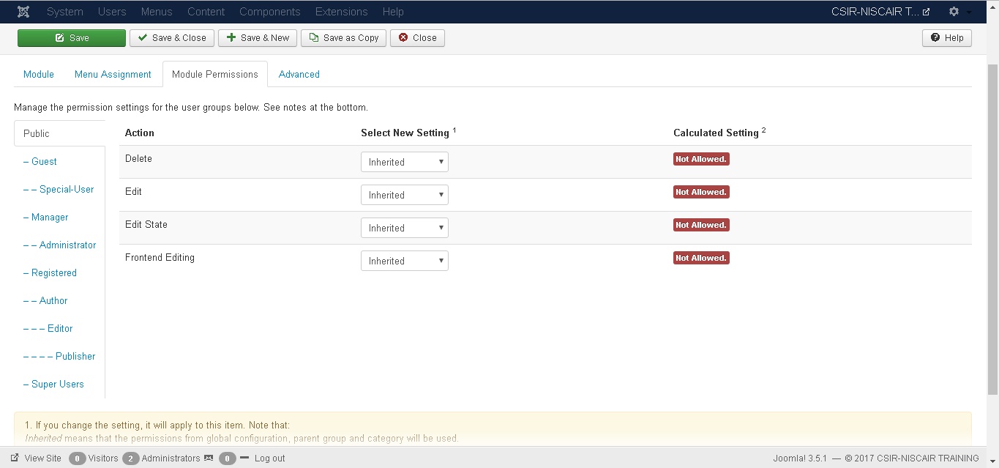 System Users Menus Content Components Extensions Help CSIR-NISCAIR T...
Save Save & Close Save & New Save as Copy Close Help
Module Menu Assignment Module Permissions Advanced
Manage the permission settings for the user groups below. See notes at the bottom.
Public
– Guest
– – Special-User
– Manager
– – Administrator
– Registered
– – Author
– – – Editor
– – – – Publisher
– Super Users
Action Select New Setting 1 Calculated Setting 2
Delete Inherited Not Allowed.
Edit Inherited Not Allowed.
Edit State Inherited Not Allowed.
Frontend Editing Inherited Not Allowed.
1. If you change the setting, it will apply to this item. Note that:
Inherited means that the permissions from global configuration, parent group and category will be used.
View Site 0 Visitors 2 Administrators 0 Log out Joomla! 3.5.1 — © 2017 CSIR-NISCAIR TRAINING